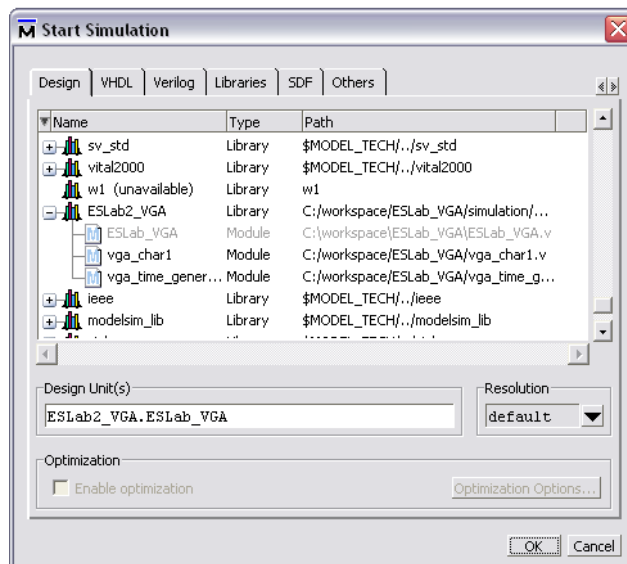 Start Simulation
Design VHDL Verilog Libraries SDF Others
Name Type Path
sv_std Library $MODEL_TECH/../sv_std
vital2000 Library $MODEL_TECH/../vital2000
w1 (unavailable) Library w1
ESLab2_VGA Library C:/workspace/ESLab_VGA/simulation/...
ESLab_VGA Module C:\workspace\ESLab_VGA\ESLab_VGA.v
vga_char1 Module C:/workspace/ESLab_VGA/vga_char1.v
vga_time_gener... Module C:/workspace/ESLab_VGA/vga_time_g...
ieee Library $MODEL_TECH/../ieee
modelsim_lib Library $MODEL_TECH/../modelsim_lib
Design Unit(s) Resolution
ESLab2_VGA.ESLab_VGA default
Optimization
Enable optimization Optimization Options...
OK Cancel